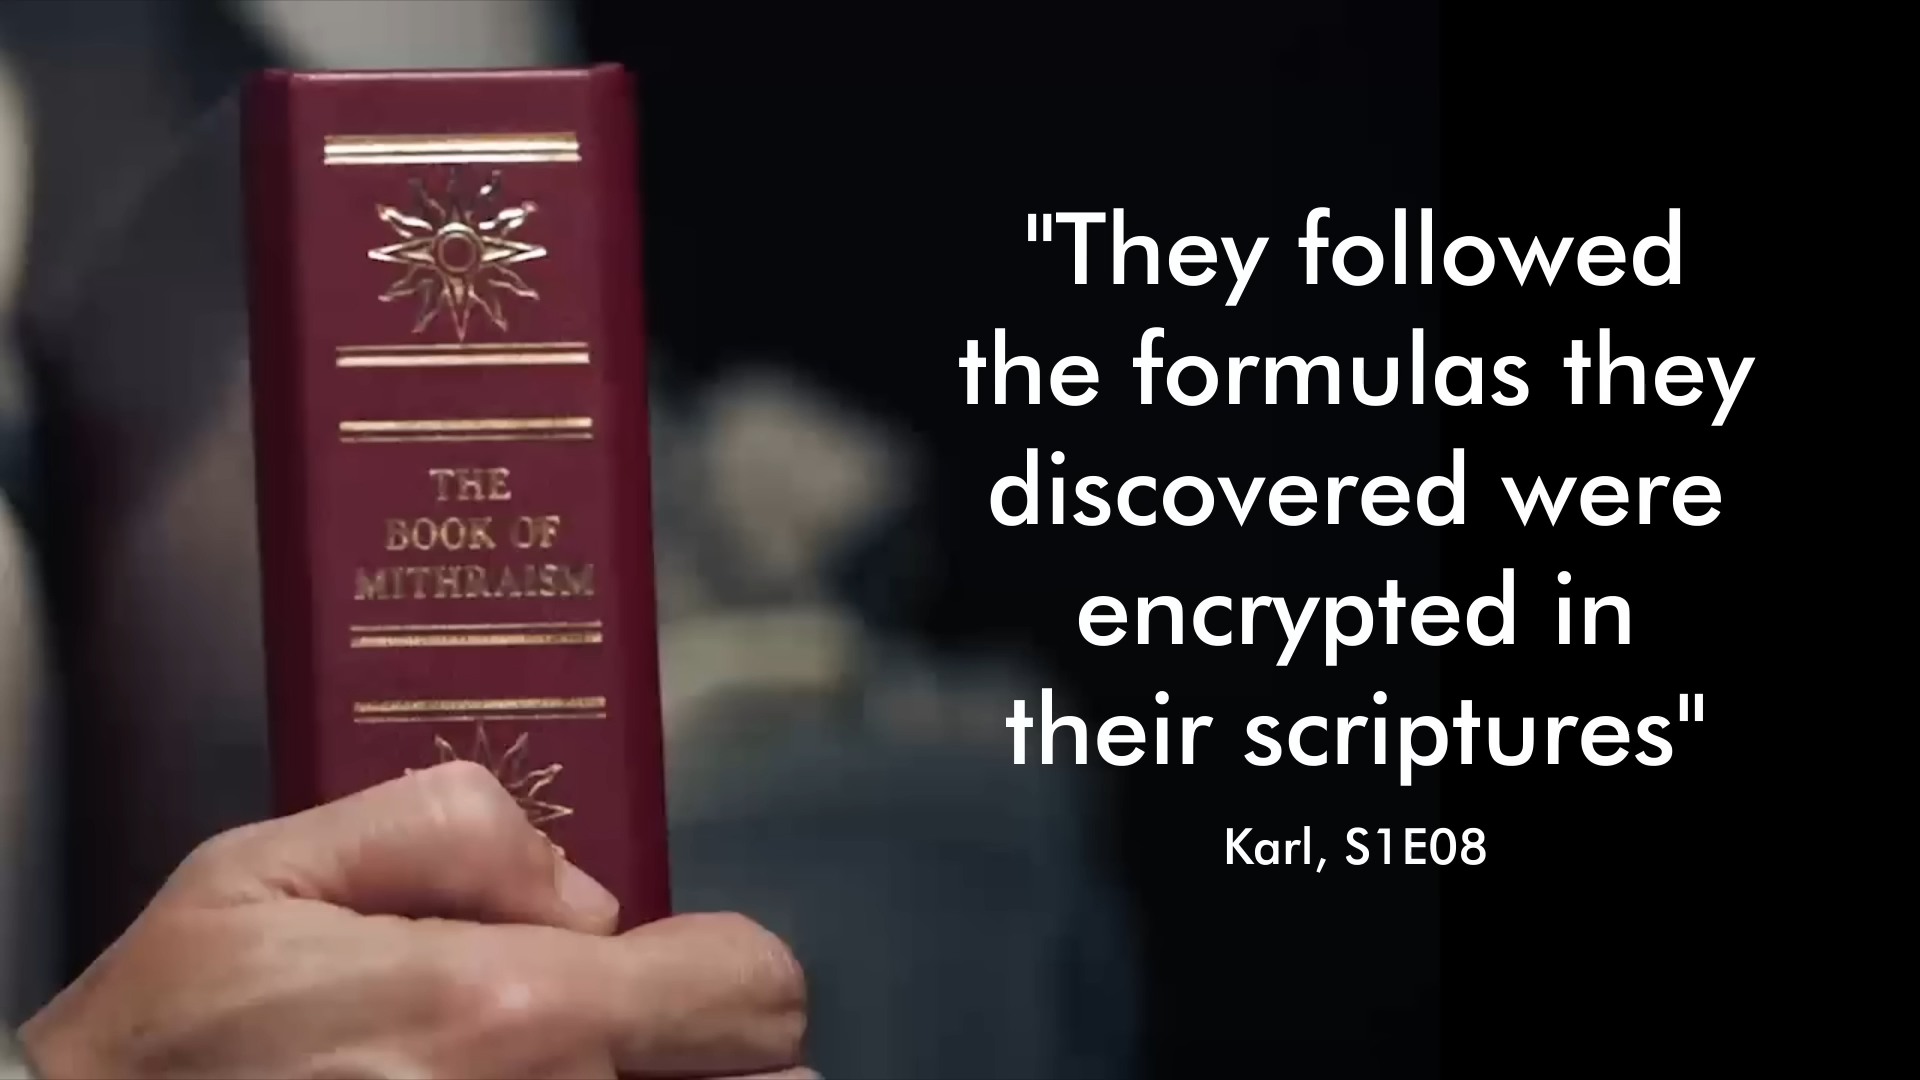 THE
BOOK OF
MITHRAISM
"They followed
the formulas they
discovered were
encrypted in
their scriptures"
Karl, S1E08